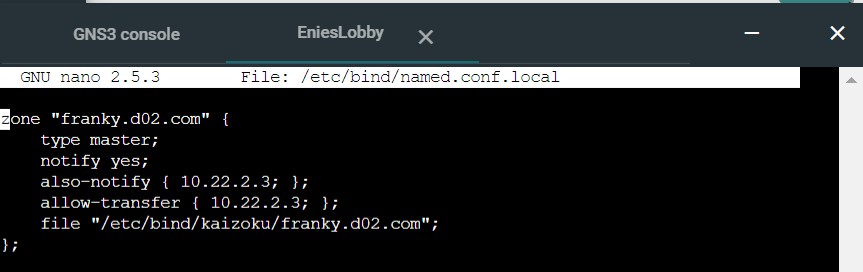 GNS3 console EniesLobby
GNU nano 2.5.3 File: /etc/bind/named.conf.local
zone "franky.d02.com" {
    type master;
    notify yes;
    also-notify { 10.22.2.3; };
    allow-transfer { 10.22.2.3; };
    file "/etc/bind/kaizoku/franky.d02.com";
};